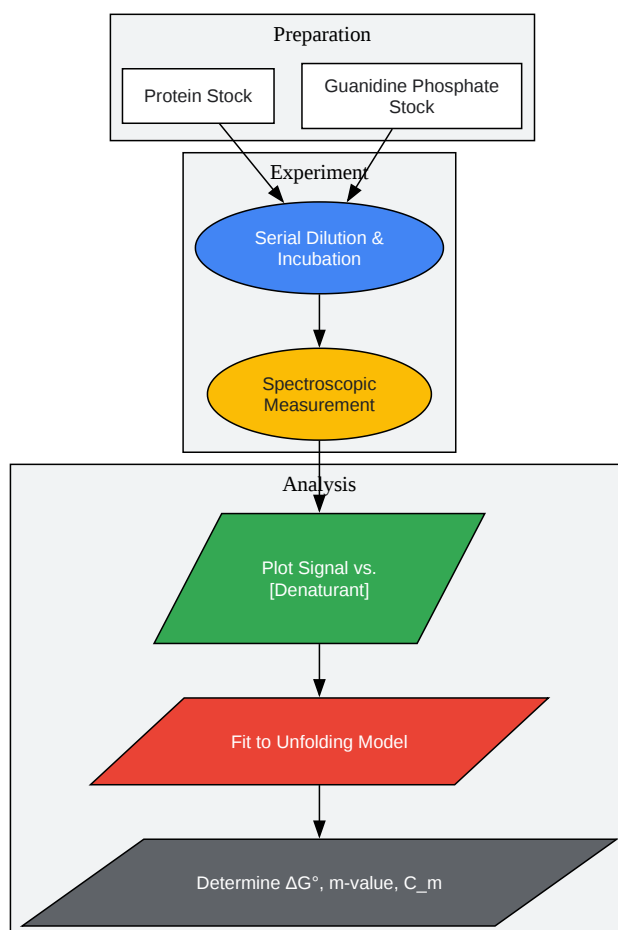 Preparation
Protein Stock
Guanidine Phosphate
Stock
Experiment
Serial Dilution &
Incubation
Spectroscopic
Measurement
Analysis
Plot Signal vs.
[Denaturant]
Fit to Unfolding Model
Determine ΔG°, m-value, C_m